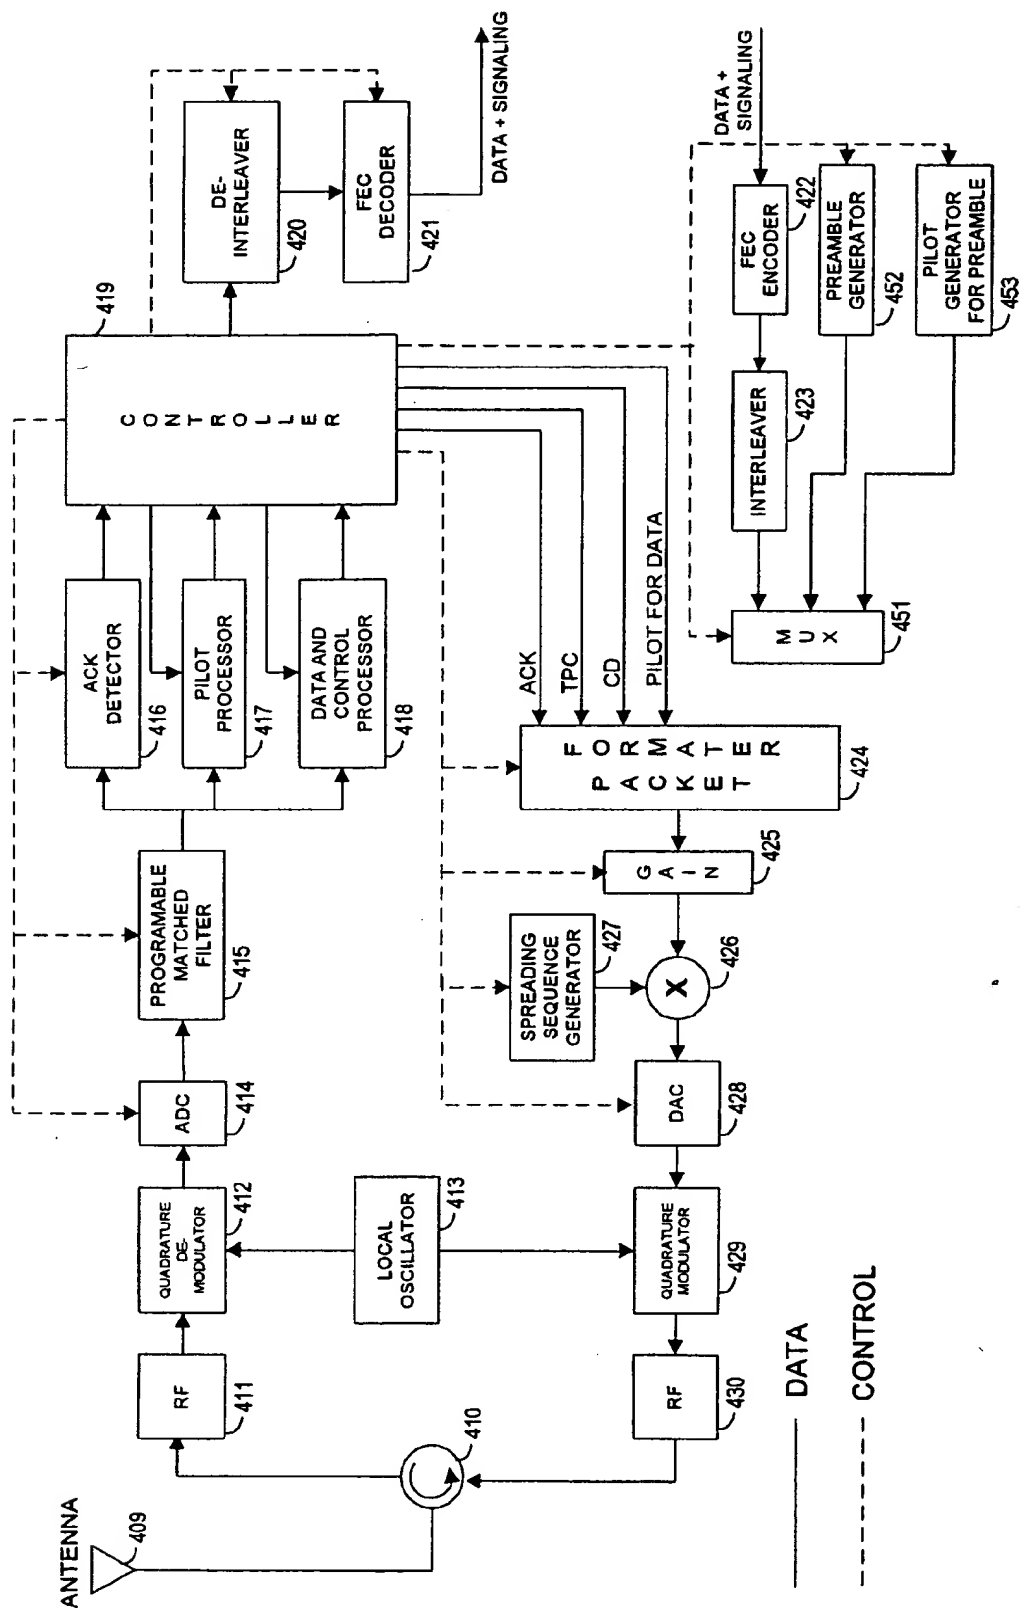 ANTENNA
409
410
RF
411
QUADRATURE
DE-
MODULATOR
412
LOCAL
OSCILLATOR
413
ADC
414
PROGRAMABLE
MATCHED
FILTER
415
ACK
DETECTOR
416
PILOT
PROCESSOR
417
DATA AND
CONTROL
PROCESSOR
418
CONTROLLER
419
DE-
INTERLEAVER
420
FEC
DECODER
421
DATA + SIGNALING
RF
430
QUADRATURE
MODULATOR
429
DAC
428
SPREADING
SEQUENCE
GENERATOR
427
X
426
GAIN
425
FORMATER
PACKET
424
ACK
TPC
CD
PILOT FOR DATA
MUX
451
INTERLEAVER
423
FEC
ENCODER
422
PREAMBLE
GENERATOR
452
PILOT
GENERATOR
FOR PREAMBLE
453
DATA +
SIGNALING
DATA
CONTROL